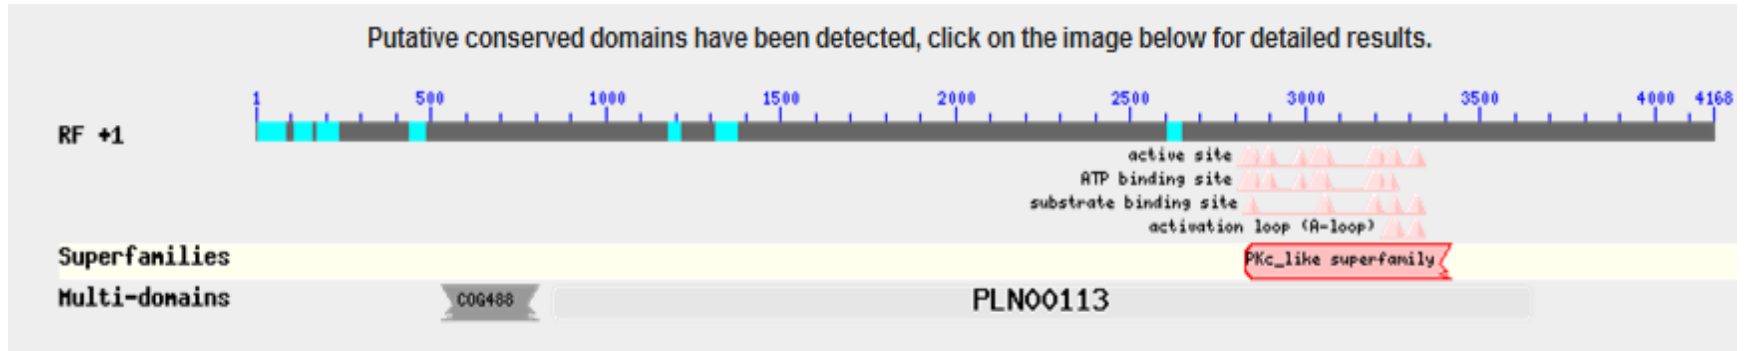 Putative conserved domains have been detected, click on the image below for detailed results.
1 500 1000 1500 2000 2500 3000 3500 4000 4168
RF +1
active site
ATP binding site
substrate binding site
activation loop (A-loop)
Superfamilies PKc_like superfamily
Multi-domains COG488 PLN00113